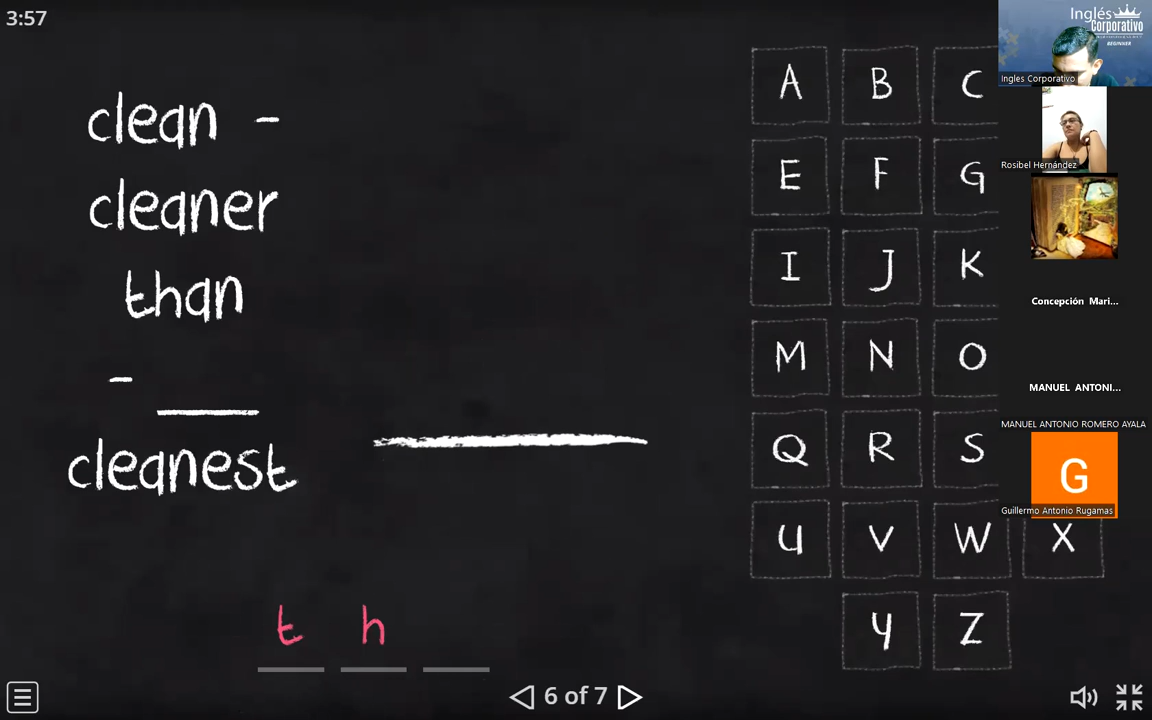 3:57
clean -
cleaner
than
- ____
cleanest
t h _
A B C
E F G
I J K
M N O
Q R S
U V W X
Y Z
6 of 7
Inglés
Corporativo
BEGINNER
Ingles Corporativo
Rosibel Hernández
Concepción Mari...
MANUEL ANTONI...
MANUEL ANTONIO ROMERO AYALA
G
Guillermo Antonio Rugamas